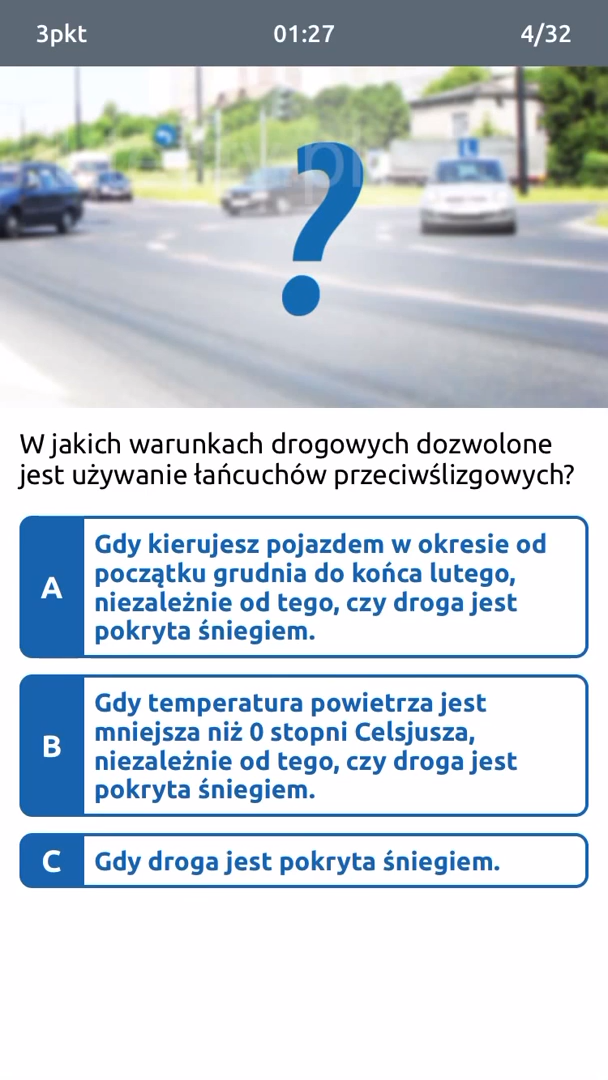 3pkt 01:27 4/32
?
W jakich warunkach drogowych dozwolone
jest używanie łańcuchów przeciwślizgowych?
A
Gdy kierujesz pojazdem w okresie od
początku grudnia do końca lutego,
niezależnie od tego, czy droga jest
pokryta śniegiem.
B
Gdy temperatura powietrza jest
mniejsza niż 0 stopni Celsjusza,
niezależnie od tego, czy droga jest
pokryta śniegiem.
C
Gdy droga jest pokryta śniegiem.